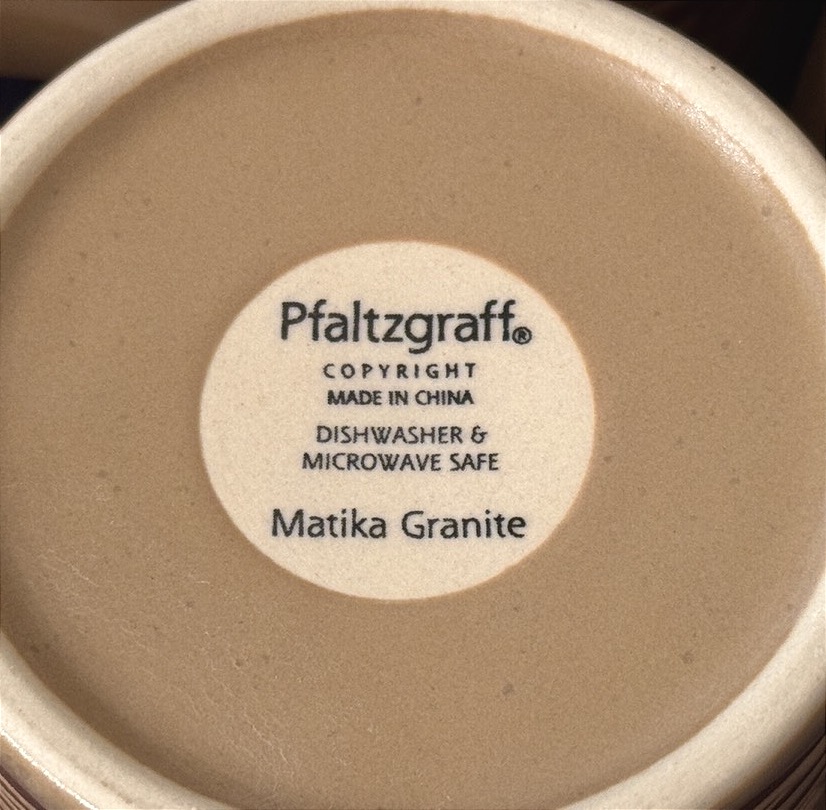 Pfaltzgraff®
COPYRIGHT
MADE IN CHINA
DISHWASHER &
MICROWAVE SAFE
Matika Granite